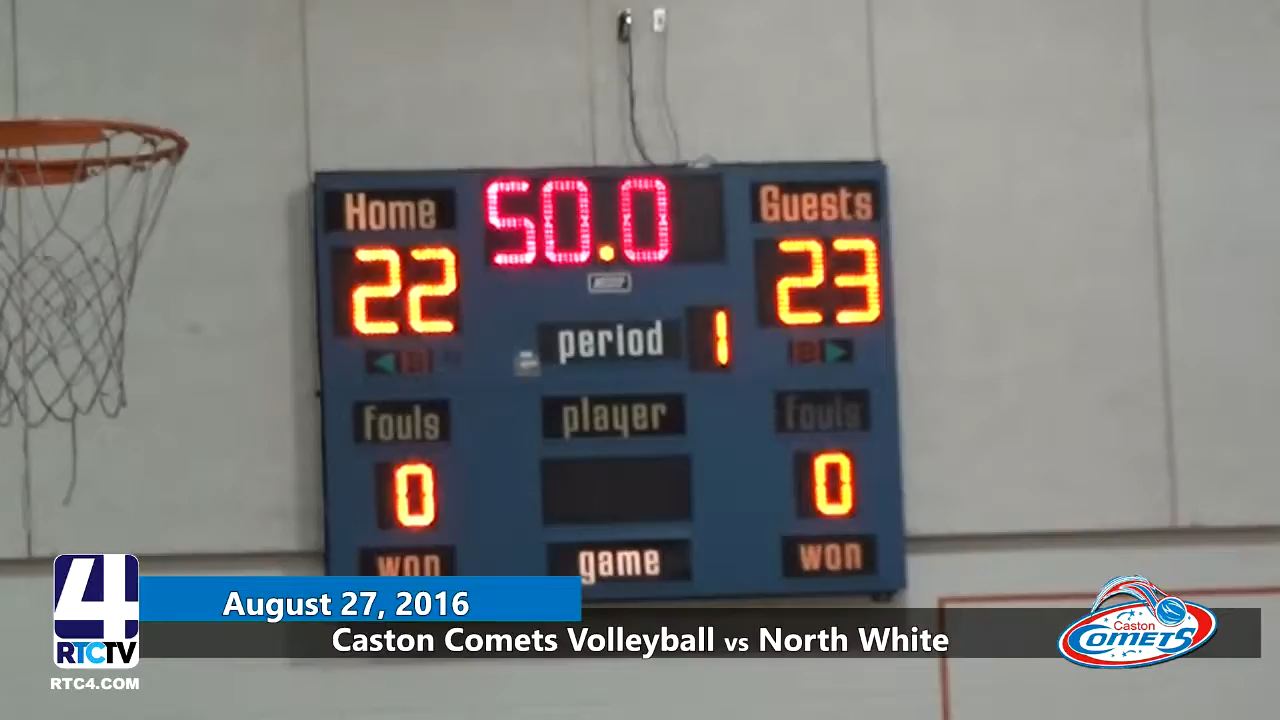 Home 50.0 Guests
22 23
period 1
fouls player fouls
0 0
won game won
4
RTCTV
RTC4.COM
August 27, 2016
Caston Comets Volleyball vs North White
Caston
COMETS